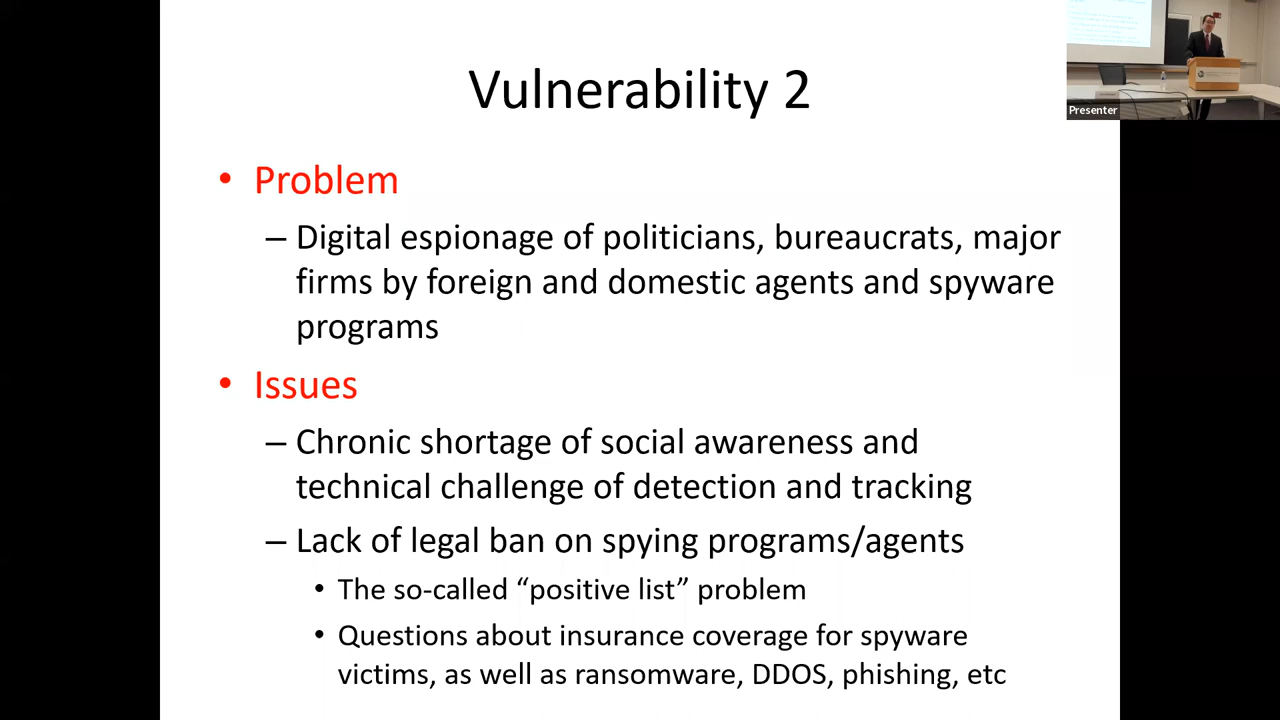 Vulnerability 2
Presenter
• Problem
– Digital espionage of politicians, bureaucrats, major
firms by foreign and domestic agents and spyware
programs
• Issues
– Chronic shortage of social awareness and
technical challenge of detection and tracking
– Lack of legal ban on spying programs/agents
• The so-called “positive list” problem
• Questions about insurance coverage for spyware
victims, as well as ransomware, DDOS, phishing, etc